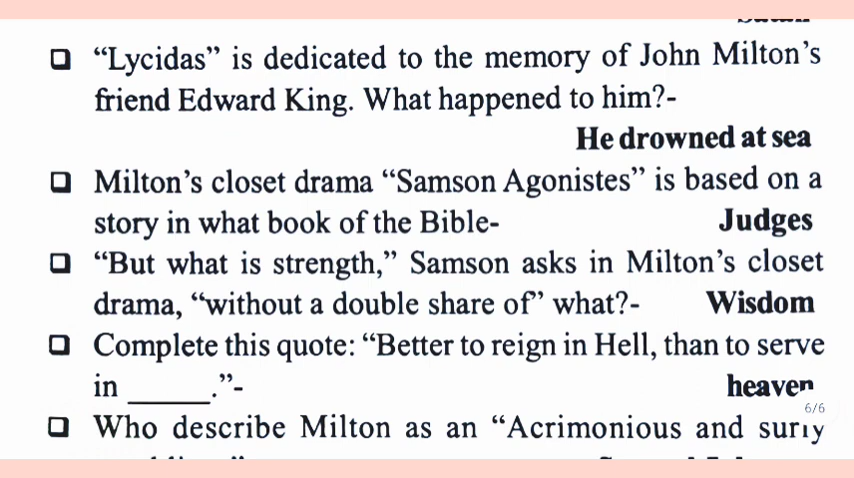 ❑ “Lycidas” is dedicated to the memory of John Milton’s
friend Edward King. What happened to him?-
He drowned at sea
❑ Milton’s closet drama “Samson Agonistes” is based on a
story in what book of the Bible- Judges
❑ “But what is strength,” Samson asks in Milton’s closet
drama, “without a double share of” what?- Wisdom
❑ Complete this quote: “Better to reign in Hell, than to serve
in ______.”- heaven
6/6
❑ Who describe Milton as an “Acrimonious and surly